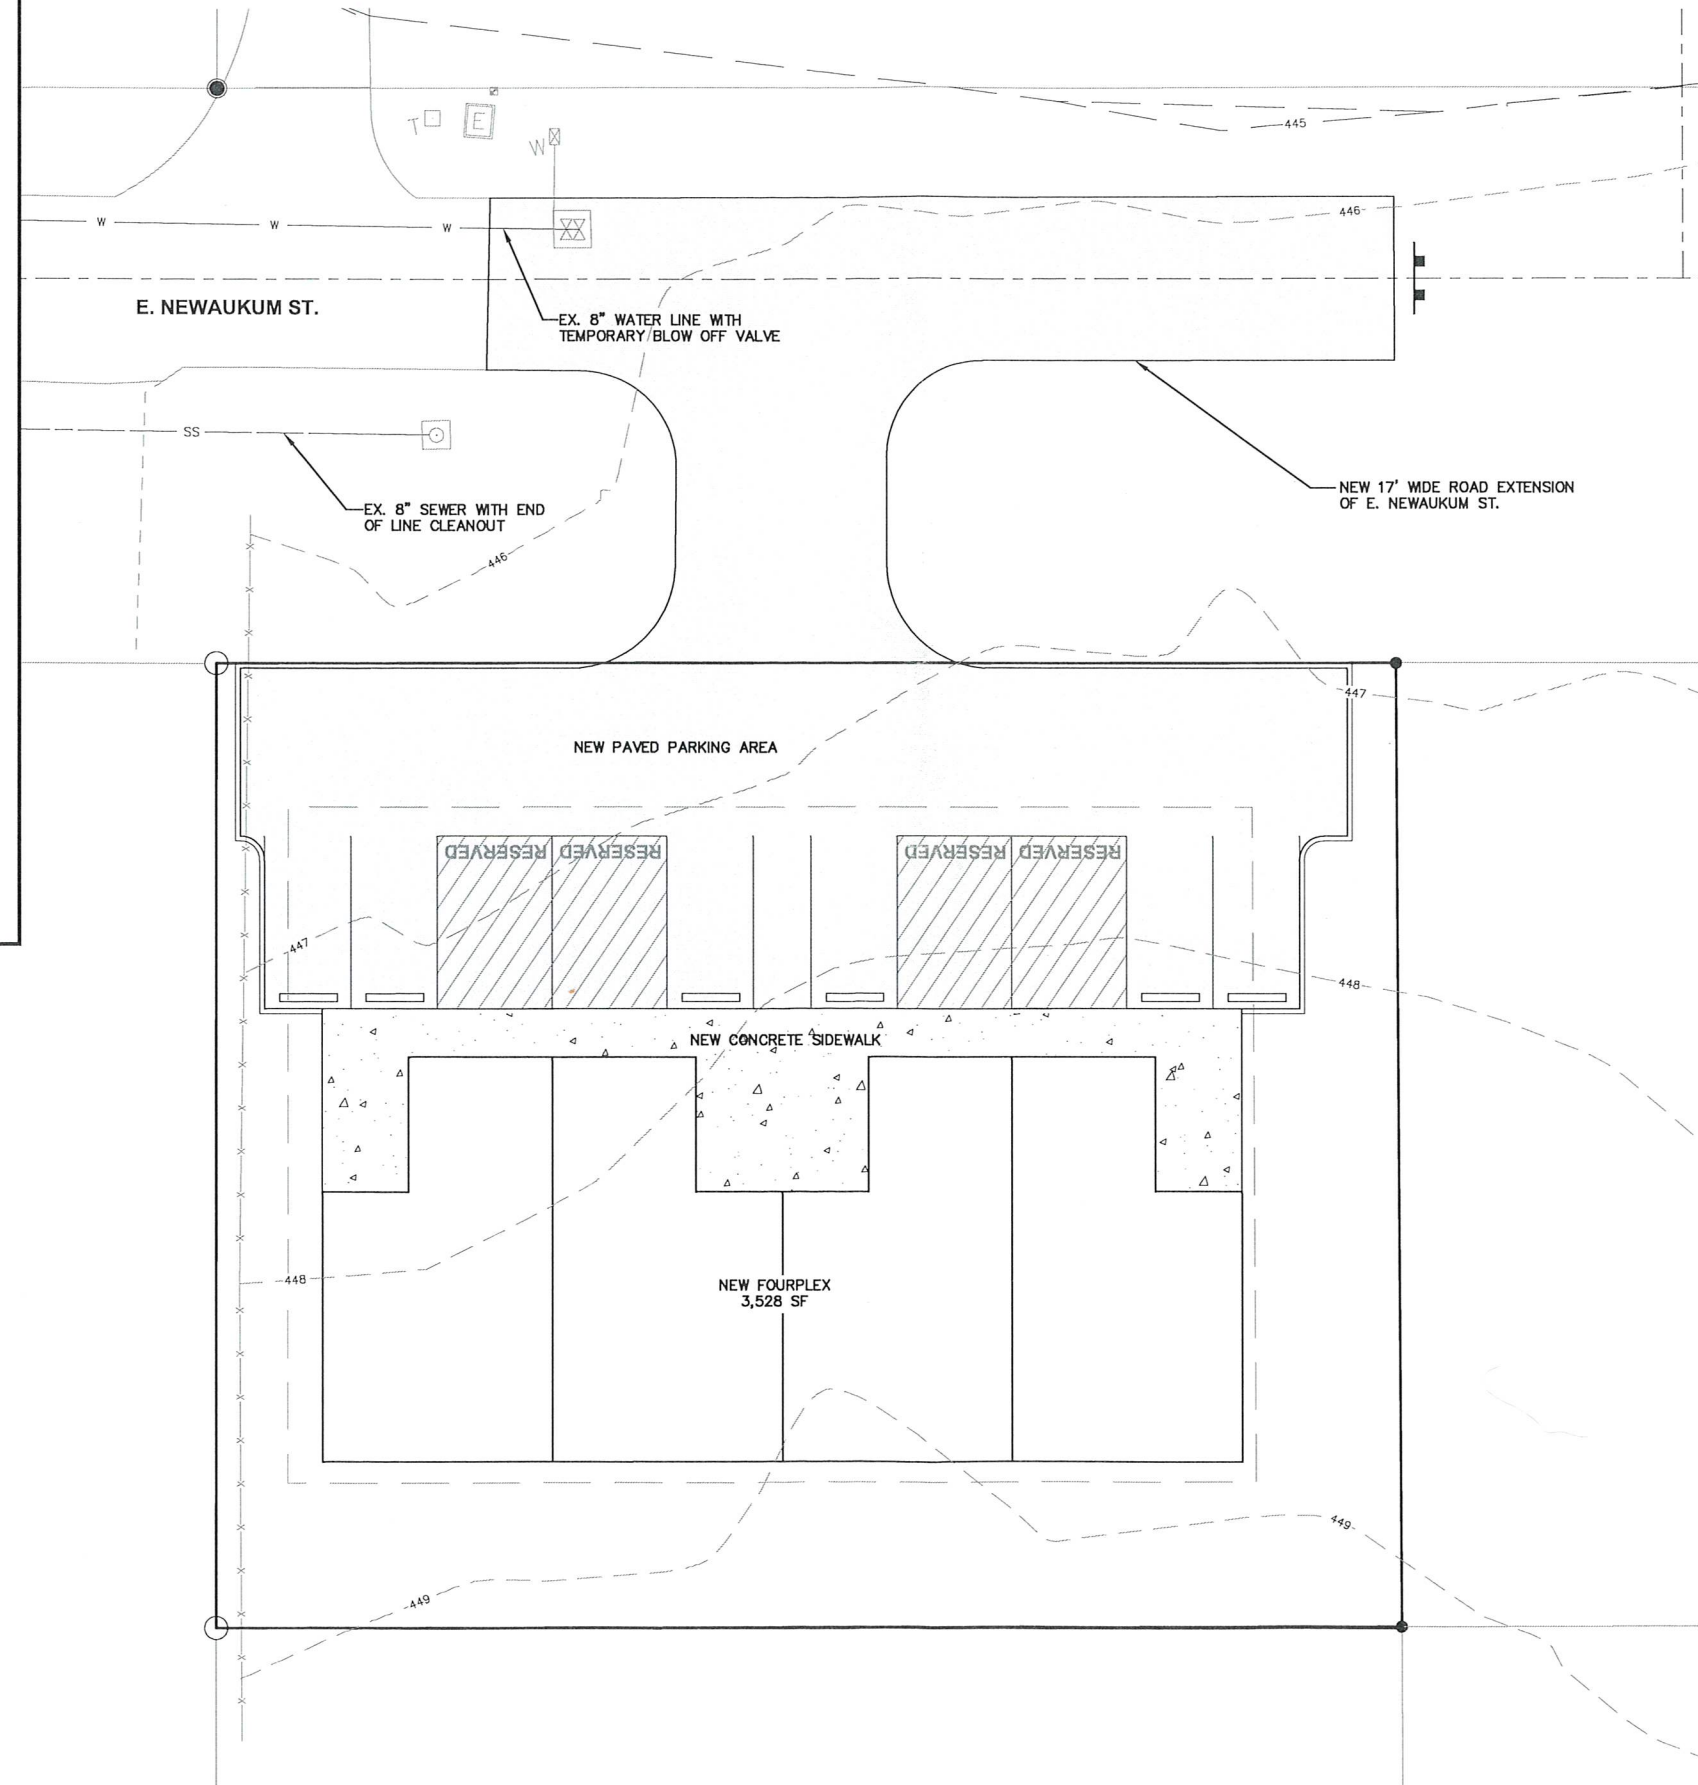 445
T
E
W
446
W W W
E. NEWAUKUM ST.
EX. 8" WATER LINE WITH
TEMPORARY BLOW OFF VALVE
SS
NEW 17' WIDE ROAD EXTENSION
OF E. NEWAUKUM ST.
EX. 8" SEWER WITH END
OF LINE CLEANOUT
446
447
NEW PAVED PARKING AREA
RESERVED RESERVED RESERVED RESERVED
447
448
NEW CONCRETE SIDEWALK
448
NEW FOURPLEX
3,528 SF
449
449